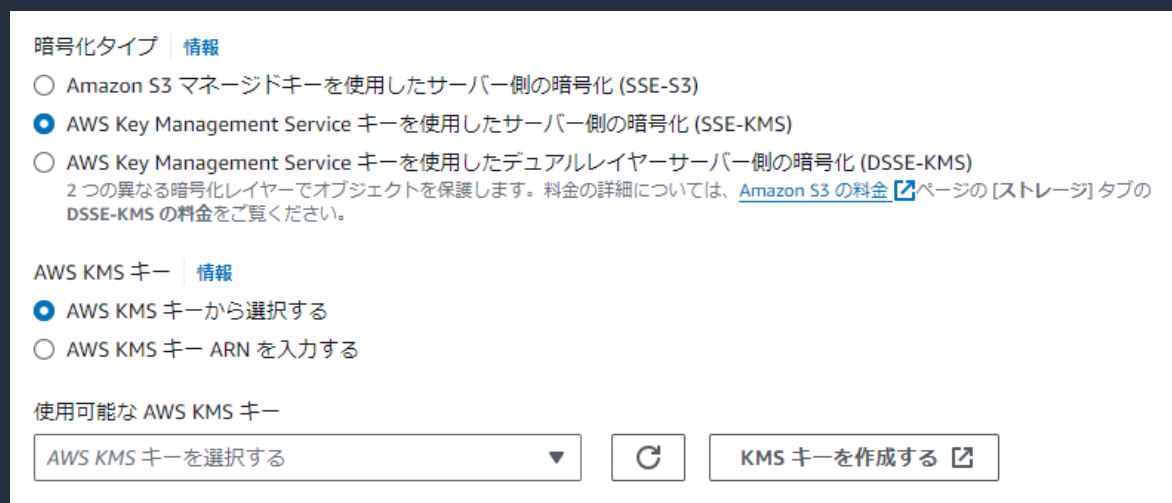 暗号化タイプ 情報
Amazon S3 マネージドキーを使用したサーバー側の暗号化 (SSE-S3)
AWS Key Management Service キーを使用したサーバー側の暗号化 (SSE-KMS)
AWS Key Management Service キーを使用したデュアルレイヤーサーバー側の暗号化 (DSSE-KMS)
2 つの異なる暗号化レイヤーでオブジェクトを保護します。料金の詳細については、Amazon S3 の料金 ページの [ストレージ] タブの
DSSE-KMS の料金をご覧ください。
AWS KMS キー 情報
AWS KMS キーから選択する
AWS KMS キー ARN を入力する
使用可能な AWS KMS キー
AWS KMS キーを選択する
KMS キーを作成する